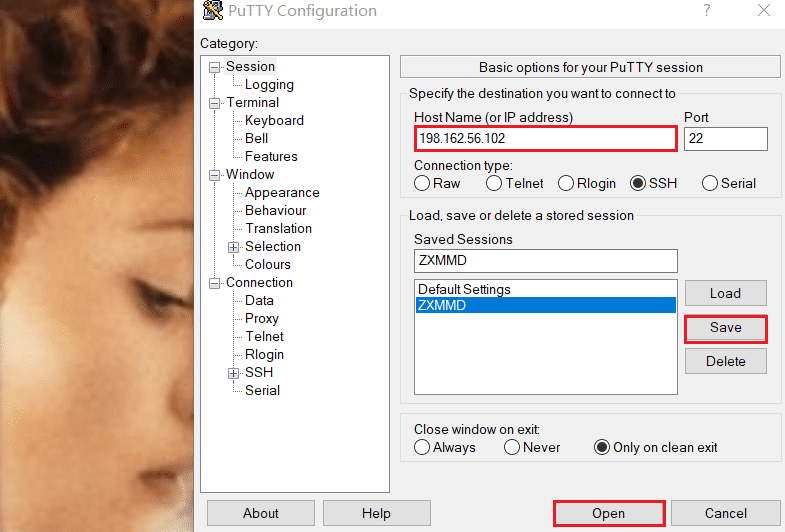 PuTTY Configuration
Category:
Session
Logging
Terminal
Keyboard
Bell
Features
Window
Appearance
Behaviour
Translation
Selection
Colours
Connection
Data
Proxy
Telnet
Rlogin
SSH
Serial
Basic options for your PuTTY session
Specify the destination you want to connect to
Host Name (or IP address) Port
198.162.56.102 22
Connection type:
Raw Telnet Rlogin SSH Serial
Load, save or delete a stored session
Saved Sessions
ZXMMD
Default Settings
ZXMMD
Load
Save
Delete
Close window on exit:
Always Never Only on clean exit
About Help Open Cancel